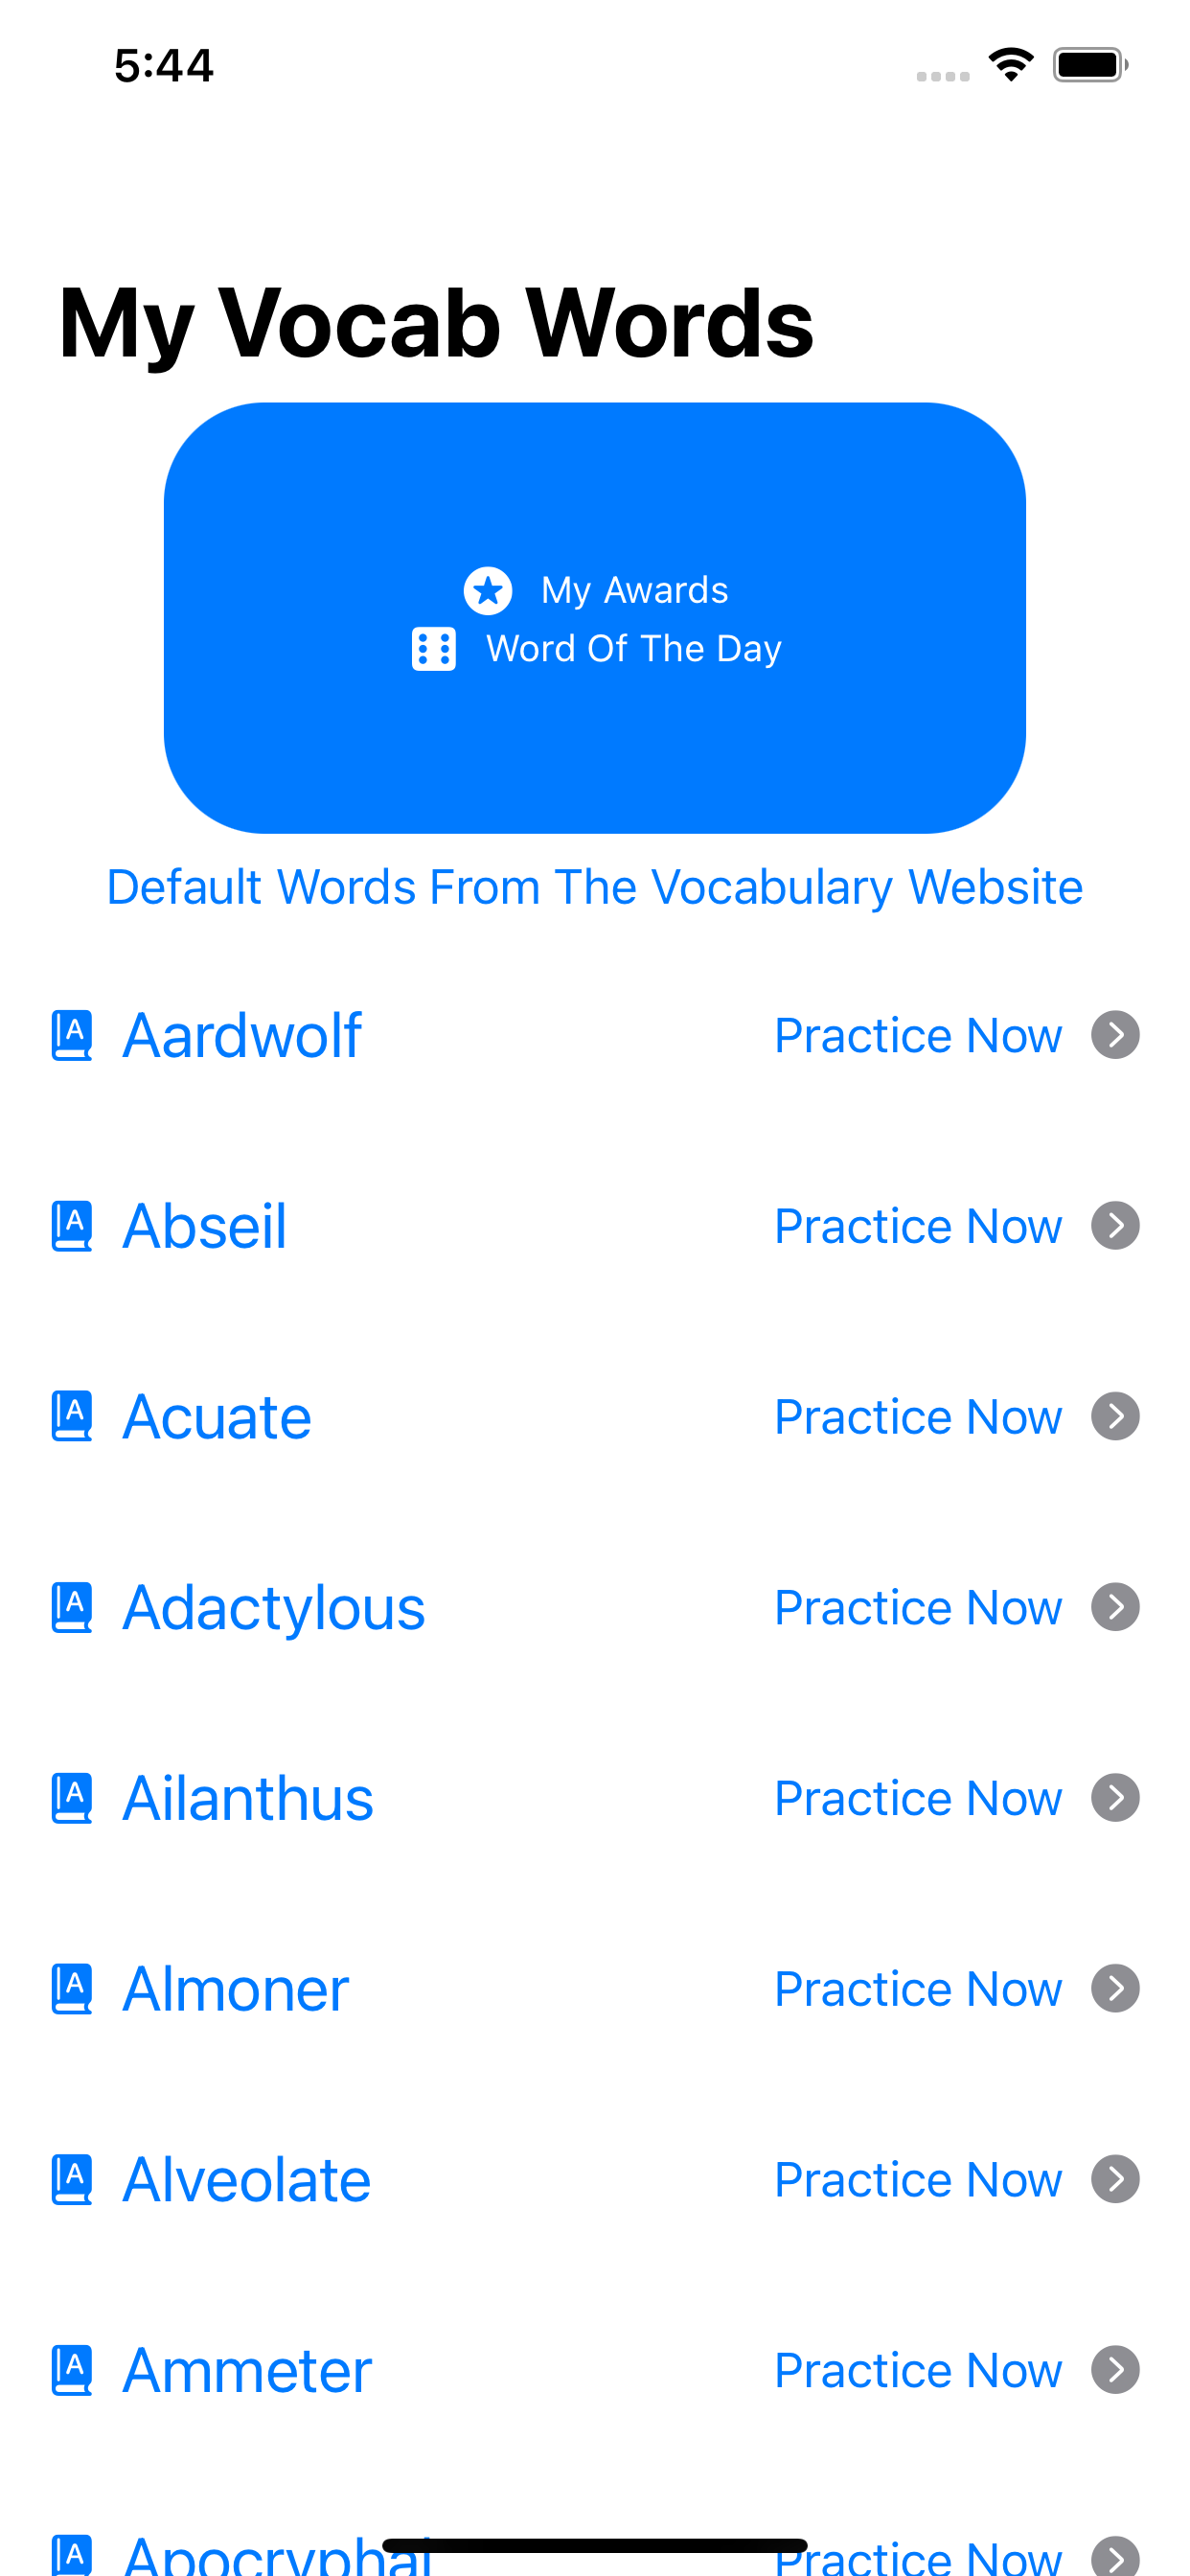 5:44
My Vocab Words
My Awards
Word Of The Day
Default Words From The Vocabulary Website
Aardwolf Practice Now
Abseil Practice Now
Acuate Practice Now
Adactylous Practice Now
Ailanthus Practice Now
Almoner Practice Now
Alveolate Practice Now
Ammeter Practice Now
Apocryphal Practice Now